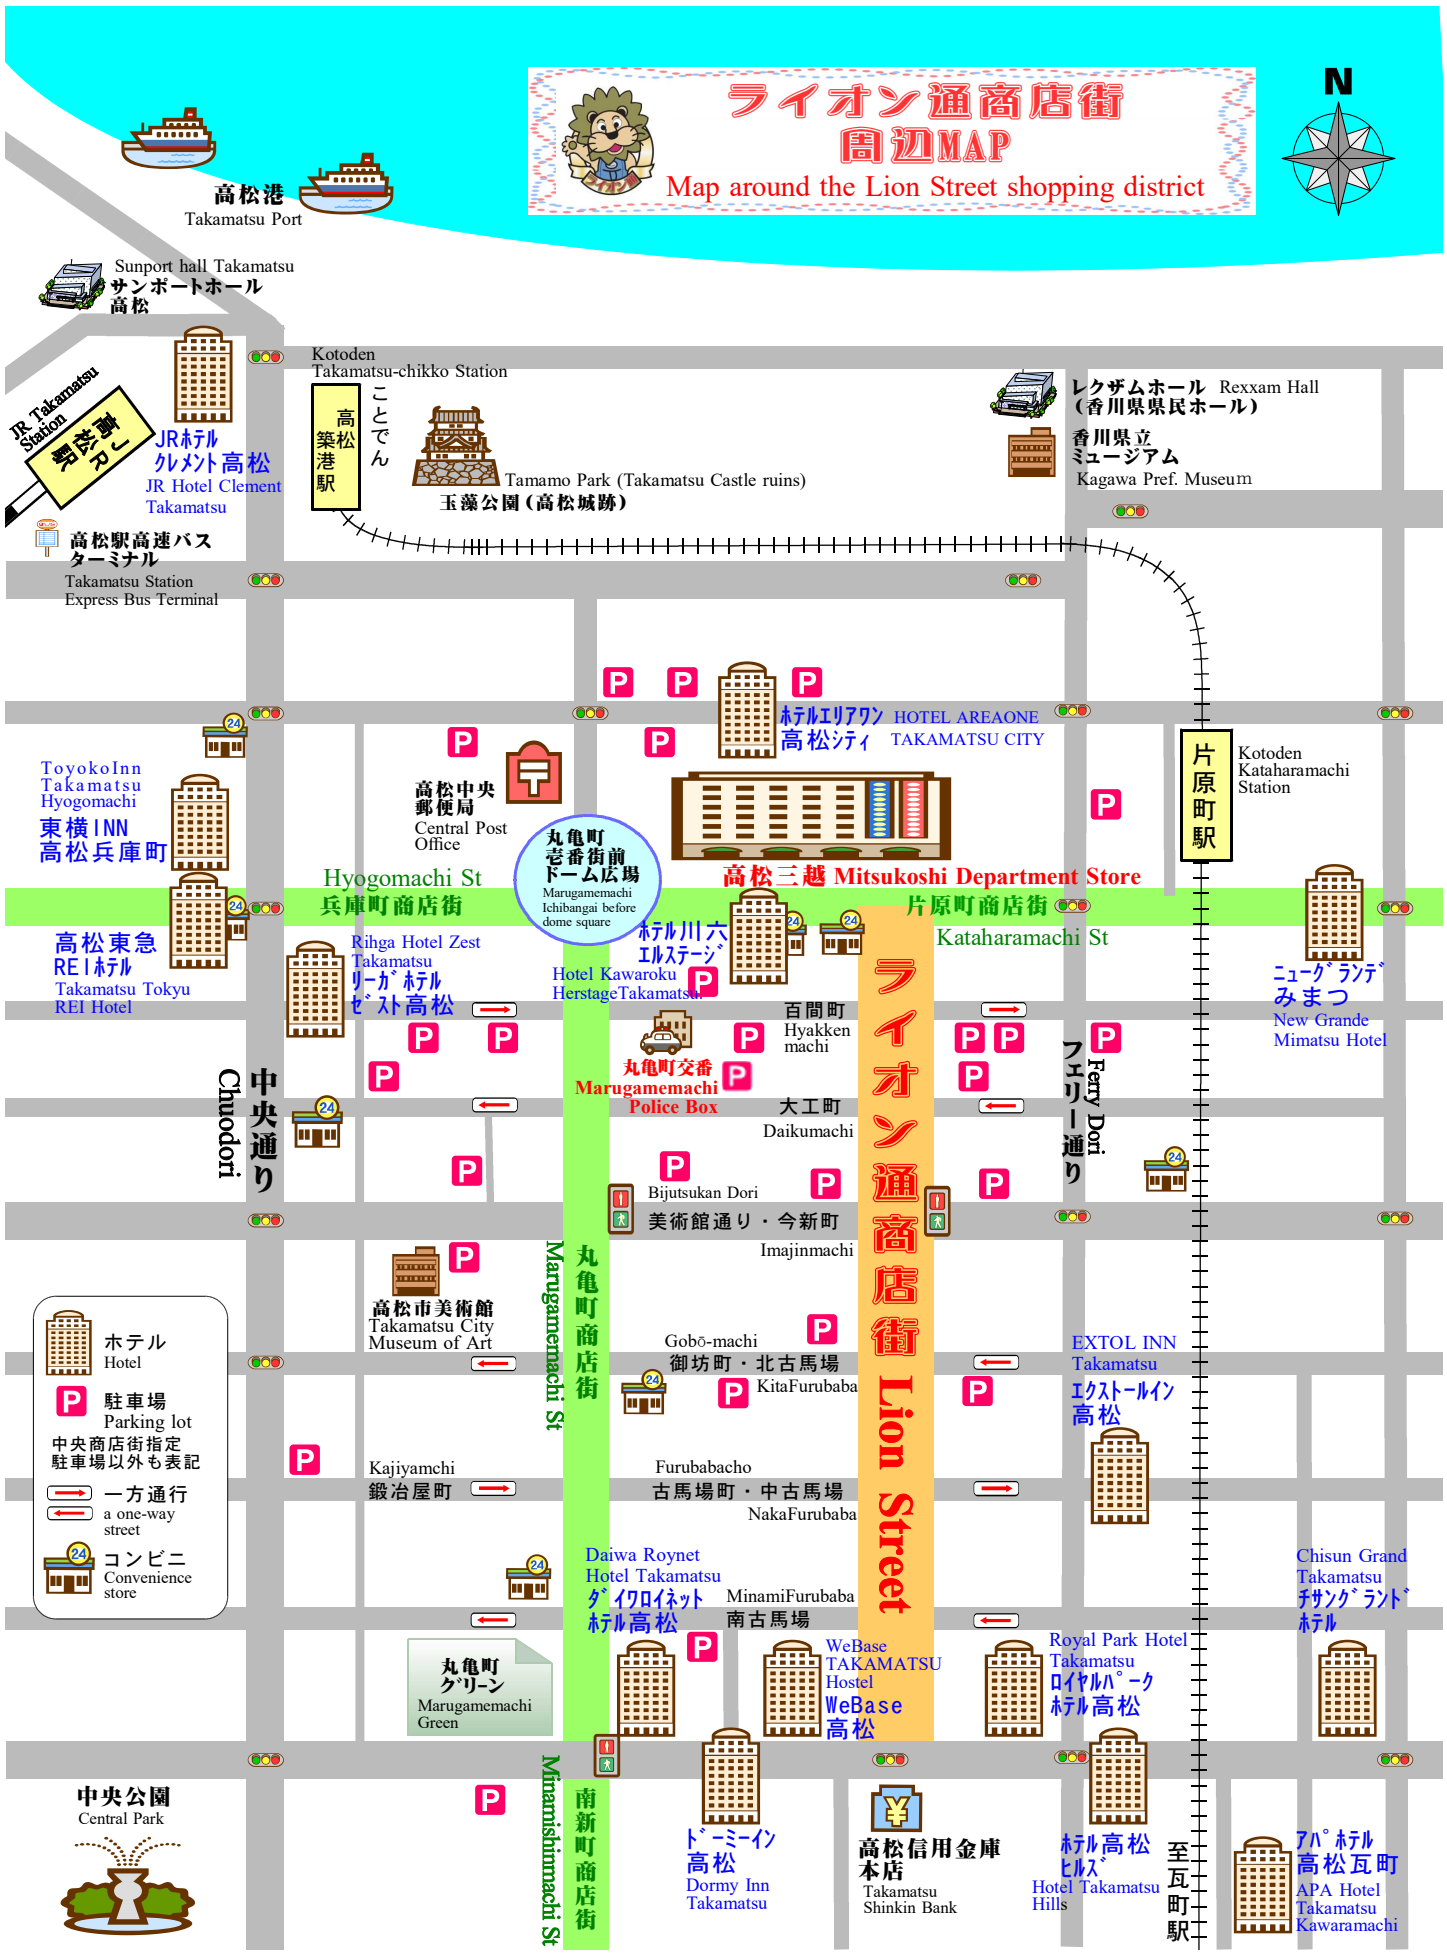 ライオン通商店街
周辺MAP
Map around the Lion Street shopping district
N
ライオン通
高松港
Takamatsu Port
Sunport hall Takamatsu
サンポートホール
高松
JR Takamatsu
Station
JR
高松駅
JRホテル
クレメント高松
JR Hotel Clement
Takamatsu
Kotoden
Takamatsu-chikko Station
ことでん
高松
築港駅
Tamamo Park (Takamatsu Castle ruins)
玉藻公園(高松城跡)
レクザムホール Rexxam Hall
(香川県県民ホール)
香川県立
ミュージアム
Kagawa Pref. Museum
高松駅高速バス
ターミナル
Takamatsu Station
Express Bus Terminal
P
P
P
ホテルエリアワン HOTEL AREAONE
高松シティ TAKAMATSU CITY
24
P
P
高松中央
郵便局
Central Post
Office
片原町駅
Kotoden
Kataharamachi
Station
P
ToyokoInn
Takamatsu
Hyogomachi
東横INN
高松兵庫町
丸亀町
壱番街前
ドーム広場
Marugamemachi
Ichibangai before
dome square
高松三越 Mitsukoshi Department Store
Hyogomachi St
兵庫町商店街
片原町商店街
Kataharamachi St
24
24
24
高松東急
REIホテル
Takamatsu Tokyu
REI Hotel
Rihga Hotel Zest
Takamatsu
リーガホテル
ゼスト高松
ホテル川六
エルステージ
Hotel Kawaroku
HerstageTakamatsu
P
ニューグランデ
みまつ
New Grande
Mimatsu Hotel
百間町
Hyakken
machi
P
P
P
P
P
P
丸亀町交番
Marugamemachi
Police Box
P
P
P
大工町
Daikumachi
中央通り
Chuodori
24
フェリー通り
Ferry Dori
24
P
P
P
P
Bijutsukan Dori
美術館通り・今新町
Imajinmachi
ライオン通商店街 Lion Street
丸亀町商店街
Marugamemachi St
P
高松市美術館
Takamatsu City
Museum of Art
P
Gobō-machi
御坊町・北古馬場
KitaFurubaba
24
P
P
EXTOL INN
Takamatsu
エクストールイン
高松
ホテル
Hotel
P
駐車場
Parking lot
中央商店街指定
駐車場以外も表記
一方通行
a one-way
street
24
コンビニ
Convenience
store
P
Kajiyamchi
鍛冶屋町
Furubabacho
古馬場町・中古馬場
NakaFurubaba
24
Daiwa Roynet
Hotel Takamatsu
ダイワロイネット
ホテル高松
MinamiFurubaba
南古馬場
Chisun Grand
Takamatsu
チサングランド
ホテル
P
丸亀町
グリーン
Marugamemachi
Green
WeBase
TAKAMATSU
Hostel
WeBase
高松
Royal Park Hotel
Takamatsu
ロイヤルパーク
ホテル高松
中央公園
Central Park
P
南新町商店街
Minamishinmachi St
ドーミーイン
高松
Dormy Inn
Takamatsu
¥
高松信用金庫
本店
Takamatsu
Shinkin Bank
ホテル高松
ヒルズ
Hotel Takamatsu
Hills
至瓦町駅
アパホテル
高松瓦町
APA Hotel
Takamatsu
Kawaramachi